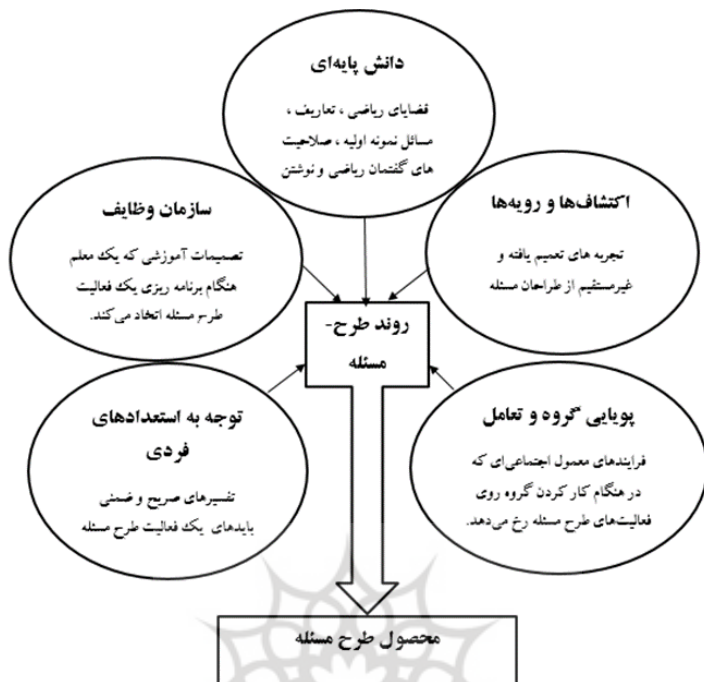 دانش پایه‌ای
قضایای ریاضی ، تعاریف ،
مسائل نمونه اولیه ، صلاحیت
های گفتمان ریاضی و نوشتن
اکتشاف‌ها و رویه‌ها
تجربه های تعمیم یافته و
غیرمستقیم از طراحان مسئله
سازمان وظایف
تصمیمات آموزشی که یک معلم
هنگام برنامه ریزی یک فعالیت
طرح مسئله اتخاد می‌کند.
روند طرح-
مسئله
پویایی گروه و تعامل
فرایندهای معمول اجتماعی‌ای که
در هنگام کار کردن گروه روی
فعالیت‌های طرح مسئله رخ می‌دهد.
توجه به استعدادهای
فردی
تفسیرهای صریح و ضمنی
بایدهای یک فعالیت طرح مسئله
محصول طرح مسئله